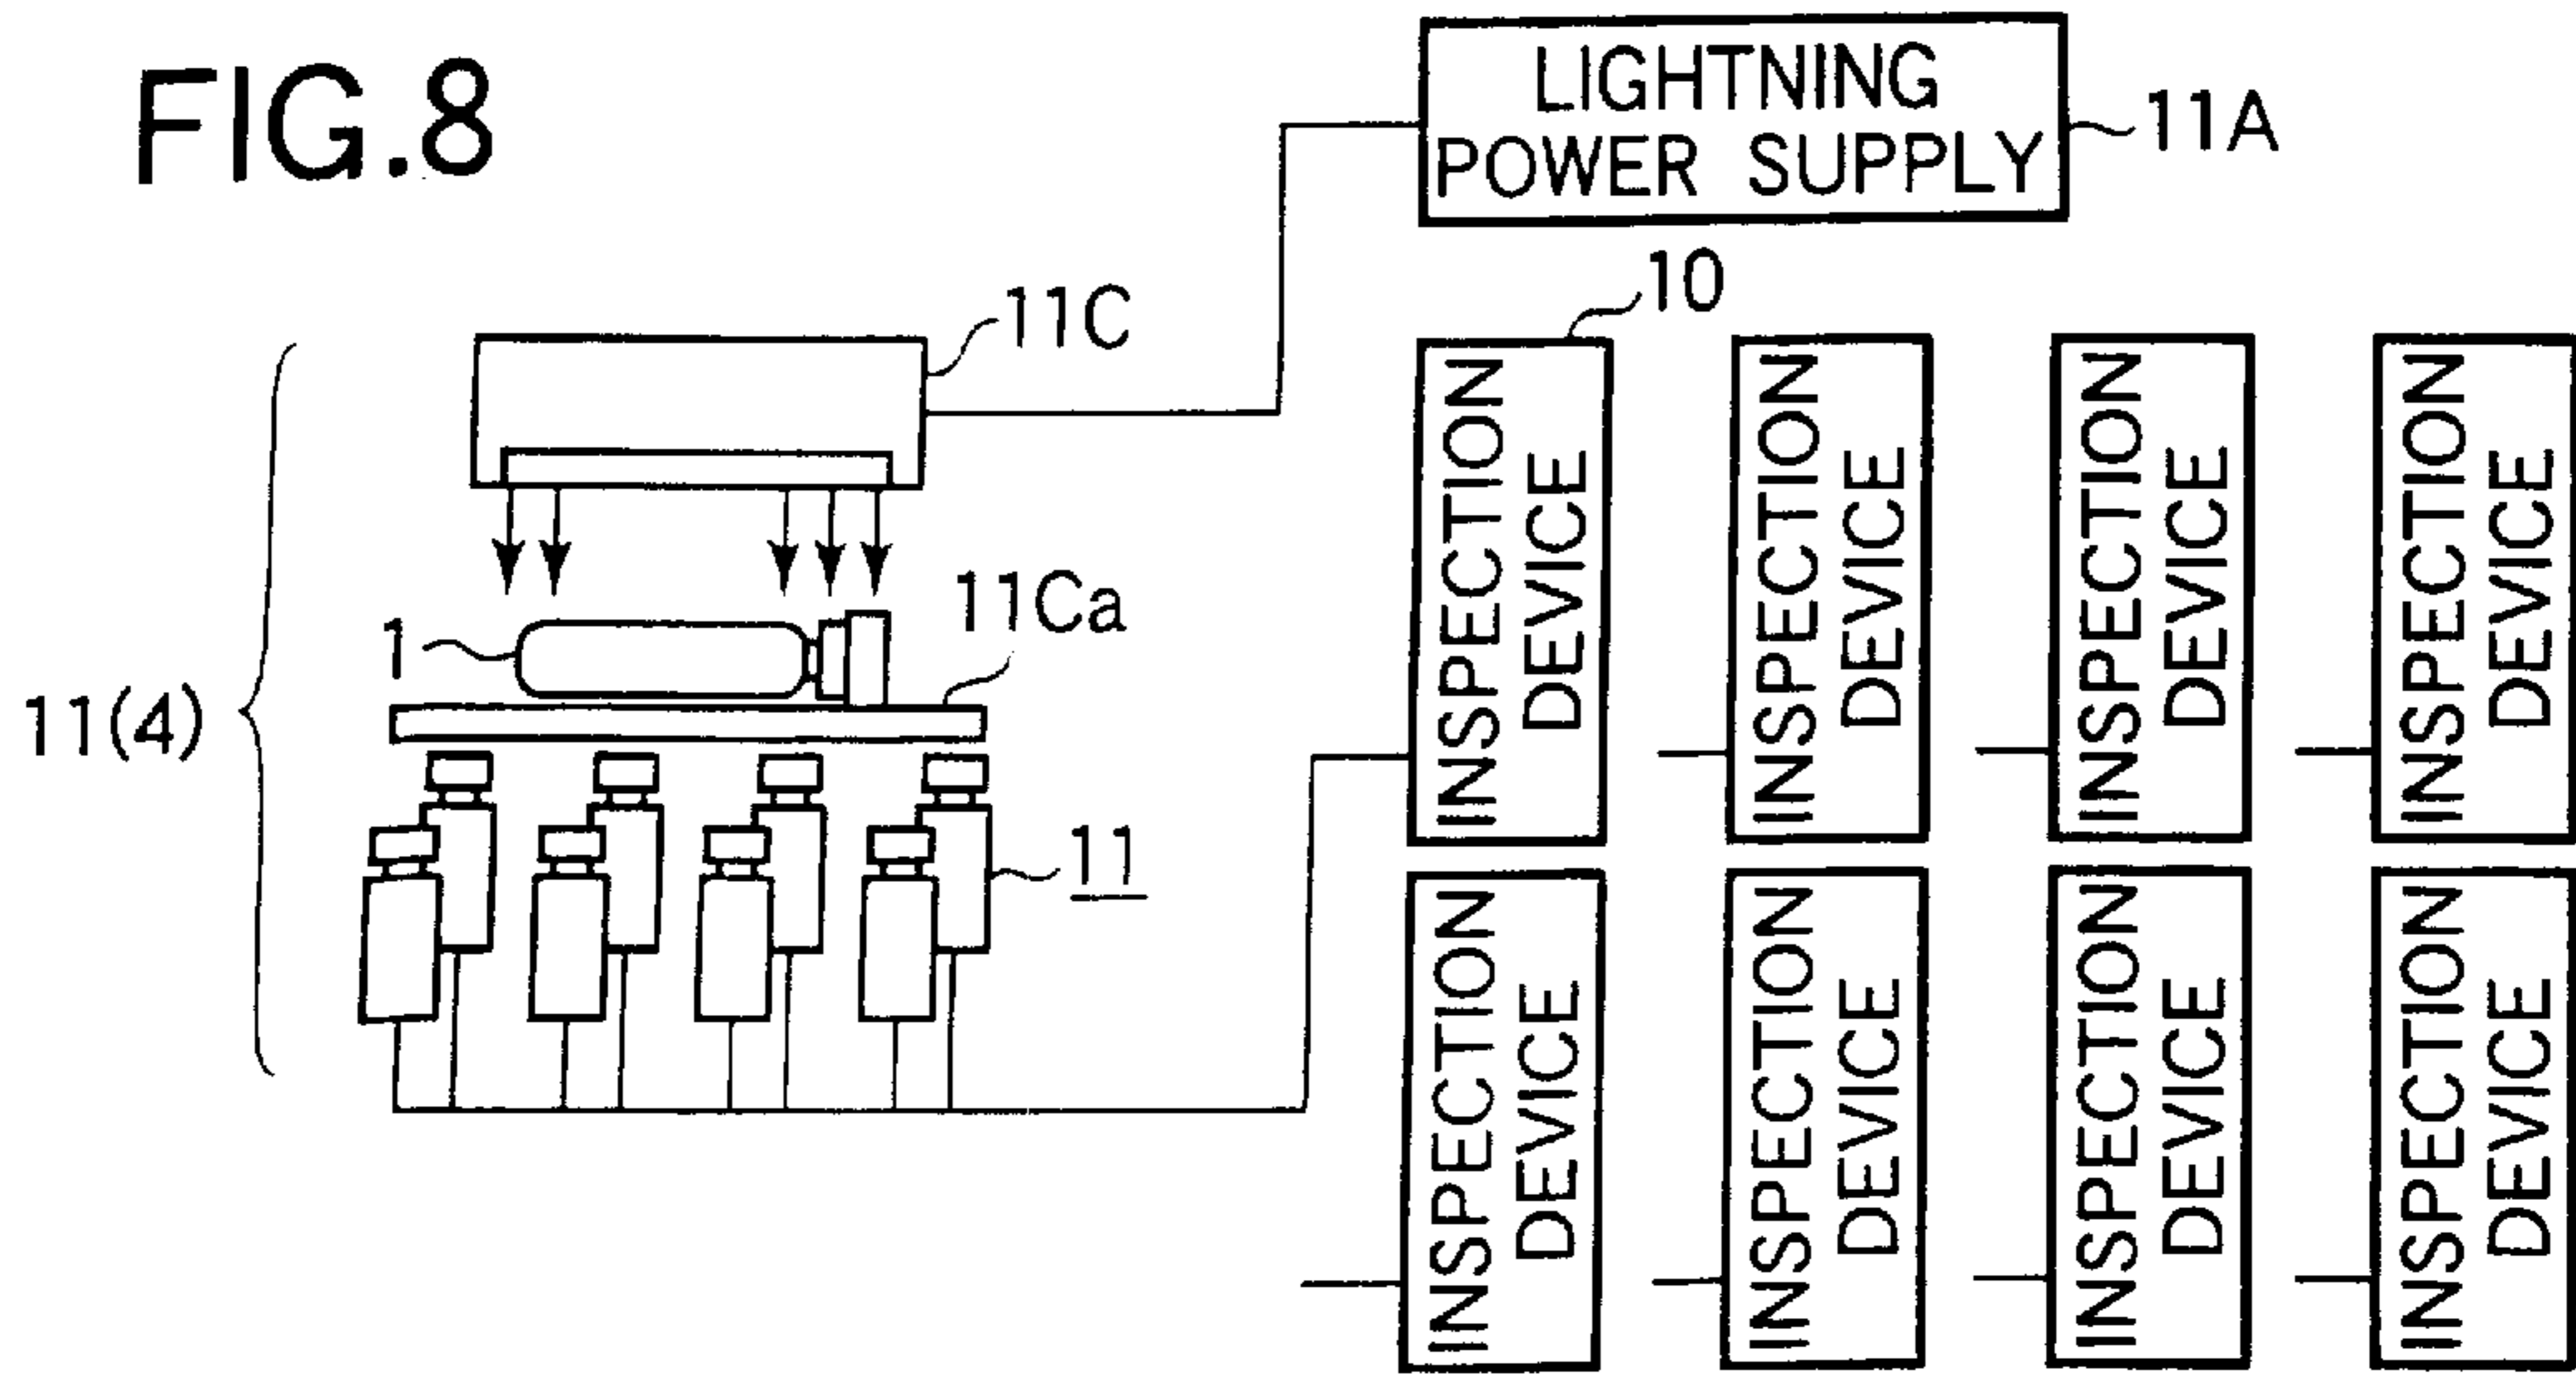 FIG.8
LIGHTNING
POWER SUPPLY
11A
10
11C
11Ca
1
11(4)
11
INSPECTION
DEVICE
INSPECTION
DEVICE
INSPECTION
DEVICE
INSPECTION
DEVICE
INSPECTION
DEVICE
INSPECTION
DEVICE
INSPECTION
DEVICE
INSPECTION
DEVICE